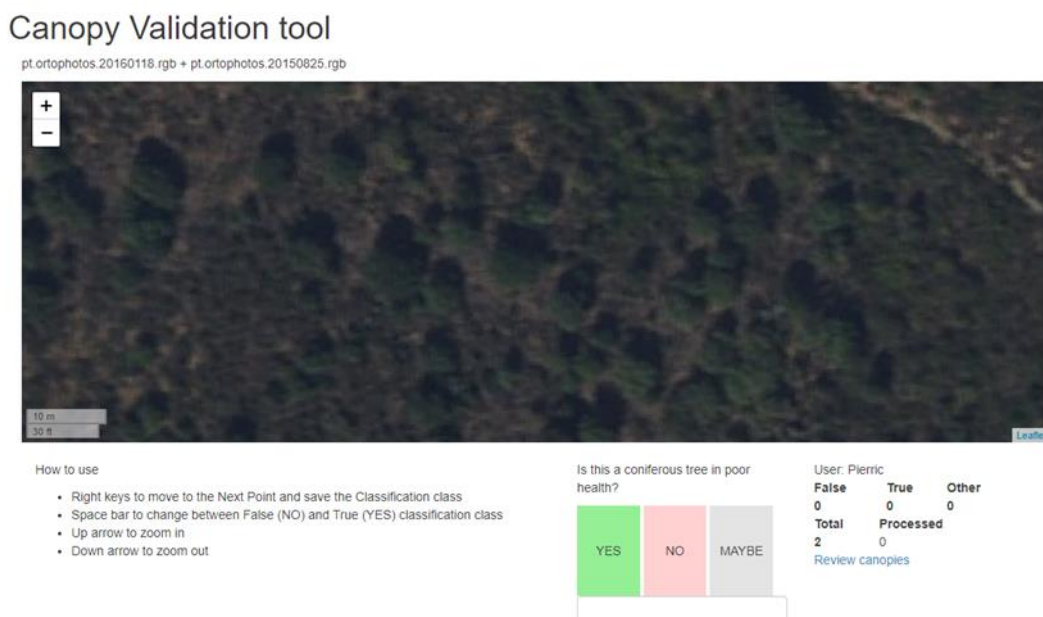 Canopy Validation tool
pt.ortophotos.20160118.rgb + pt.ortophotos.20150825.rgb
+
−
10 m
30 ft
Leafle
How to use
Right keys to move to the Next Point and save the Classification class
Space bar to change between False (NO) and True (YES) classification class
Up arrow to zoom in
Down arrow to zoom out
Is this a coniferous tree in poor
health?
YES NO MAYBE
User: Pierric
False True Other
0 0 0
Total Processed
2 0
Review canopies